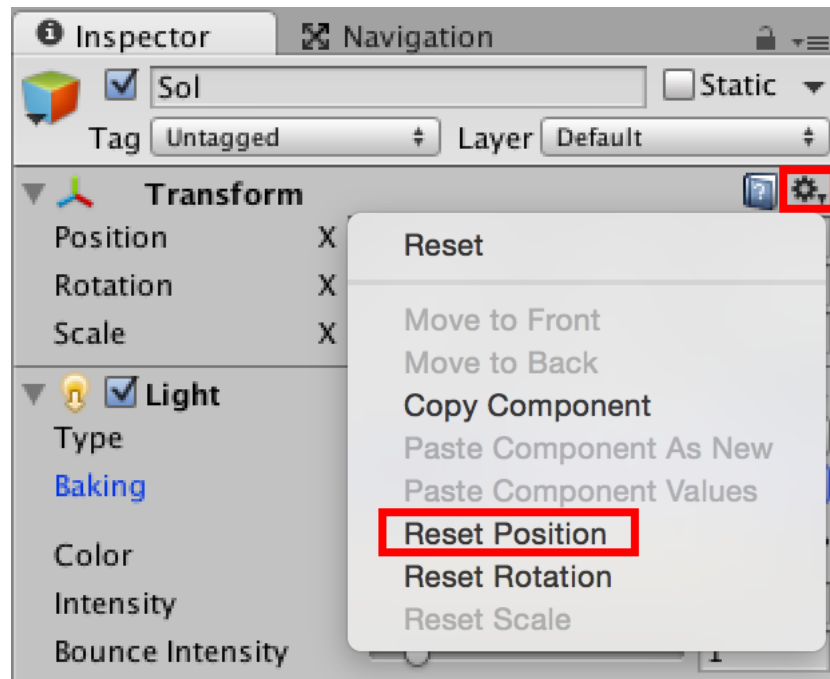 Inspector Navigation
Sol Static
Tag Untagged Layer Default
Transform ?
Position X
Rotation X
Scale X
Light
Type
Baking
Color
Intensity
Bounce Intensity 1
Reset
Move to Front
Move to Back
Copy Component
Paste Component As New
Paste Component Values
Reset Position
Reset Rotation
Reset Scale